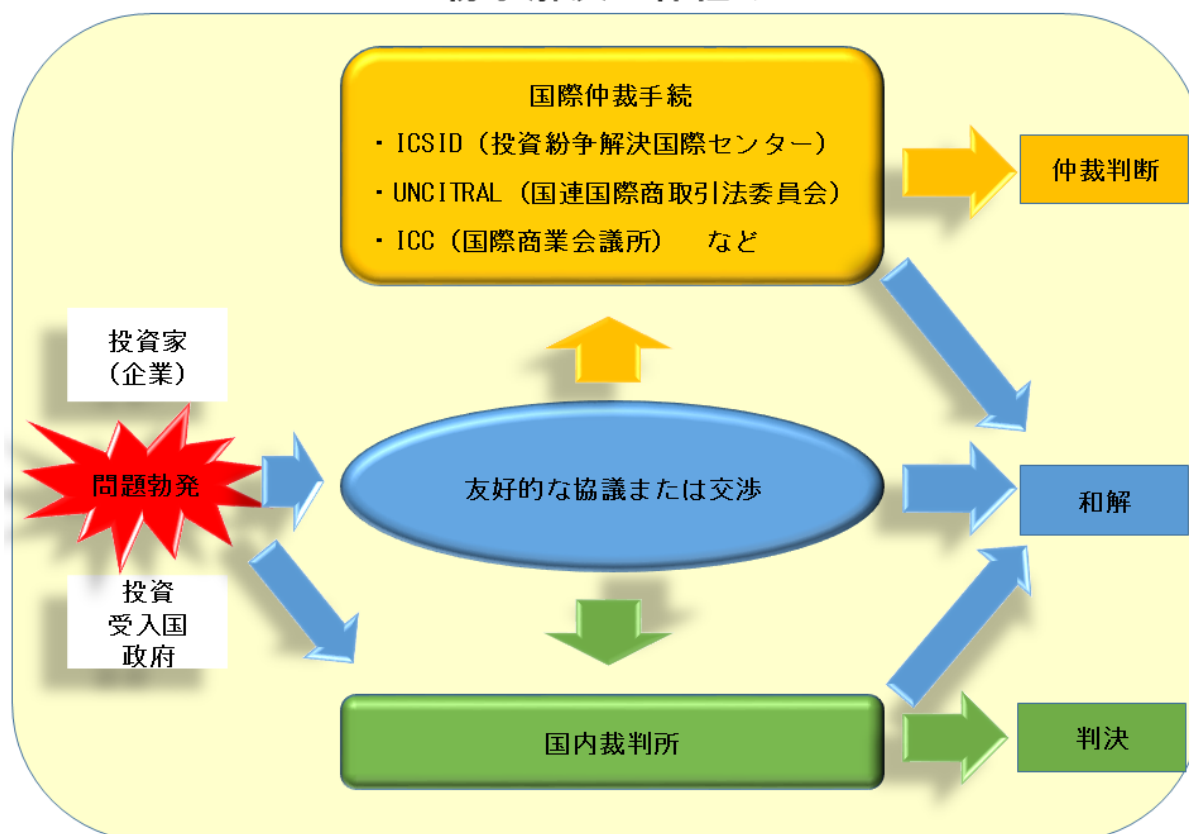 国際仲裁手続
・ICSID（投資紛争解決国際センター）
・UNCITRAL（国連国際商取引法委員会）
・ICC（国際商業会議所）　など
仲裁判断
投資家
（企業）
問題勃発
友好的な協議または交渉
和解
投資
受入国
政府
国内裁判所
判決